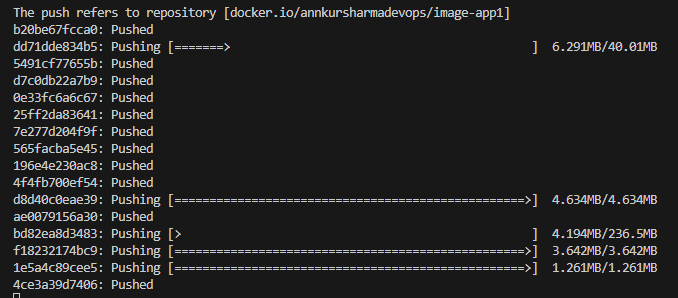 The push refers to repository [docker.io/annkursharmadevops/image-app1]
b20be67fcca0: Pushed
dd71dde834b5: Pushing [=======>                                           ]  6.291MB/40.01MB
5491cf77655b: Pushed
d7c0db22a7b9: Pushed
0e33fc6a6c67: Pushed
25ff2da83641: Pushed
7e277d204f9f: Pushed
565facba5e45: Pushed
196e4e230ac8: Pushed
4f4fb700ef54: Pushed
d8d40c0eae39: Pushing [==================================================>]  4.634MB/4.634MB
ae0079156a30: Pushed
bd82ea8d3483: Pushing [>                                                  ]  4.194MB/236.5MB
f18232174bc9: Pushing [==================================================>]  3.642MB/3.642MB
1e5a4c89cee5: Pushing [==================================================>]  1.261MB/1.261MB
4ce3a39d7406: Pushed